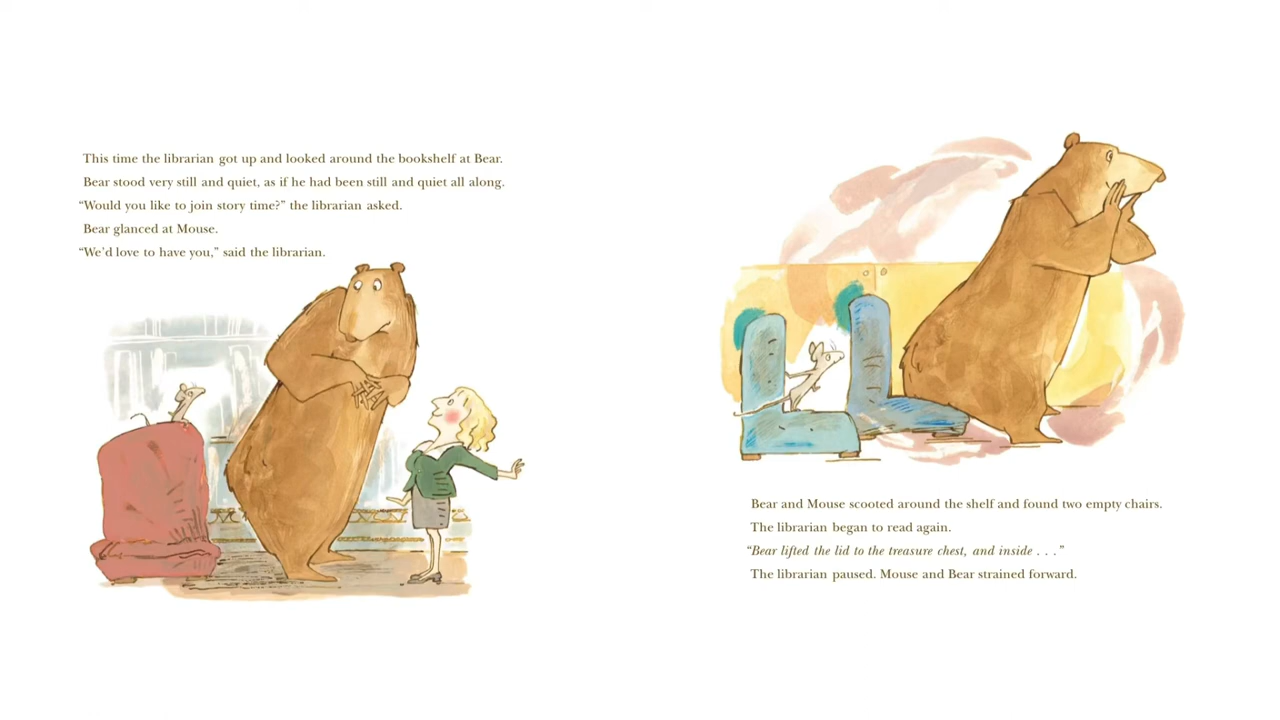 This time the librarian got up and looked around the bookshelf at Bear.
Bear stood very still and quiet, as if he had been still and quiet all along.
“Would you like to join story time?” the librarian asked.
Bear glanced at Mouse.
“We’d love to have you,” said the librarian.
Bear and Mouse scooted around the shelf and found two empty chairs.
The librarian began to read again.
“Bear lifted the lid to the treasure chest, and inside . . .”
The librarian paused. Mouse and Bear strained forward.